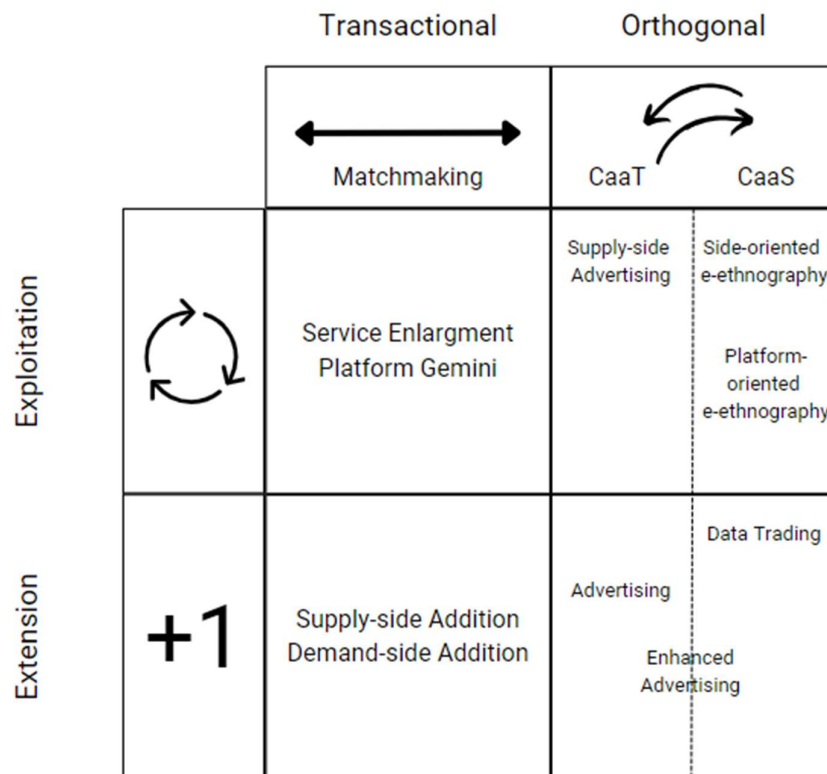 Transactional
Orthogonal
Matchmaking
CaaT
CaaS
Exploitation
Service Enlargment
Platform Gemini
Supply-side
Advertising
Side-oriented
e-ethnography
Platform-
oriented
e-ethnography
Extension
+1
Supply-side Addition
Demand-side Addition
Advertising
Data Trading
Enhanced
Advertising